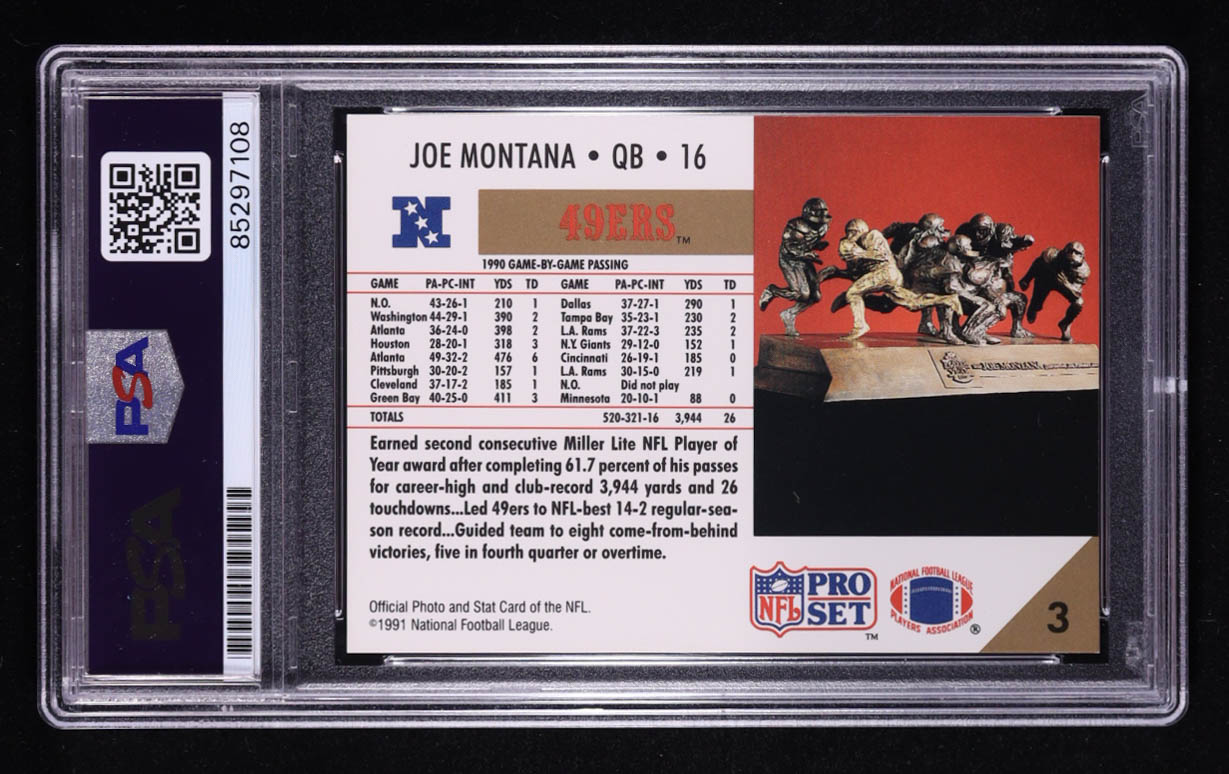 85297108
PSA
PSA
JOE MONTANA • QB • 16
N
49ERS TM
1990 GAME-BY-GAME PASSING
GAME PA-PC-INT YDS TD GAME PA-PC-INT YDS TD
N.O. 43-26-1 210 1 Dallas 37-27-1 290 1
Washington 44-29-1 390 2 Tampa Bay 35-23-1 230 2
Atlanta 36-24-0 398 2 L.A. Rams 37-22-3 235 2
Houston 28-20-1 318 3 N.Y. Giants 29-12-0 152 1
Atlanta 49-32-2 476 6 Cincinnati 26-19-1 185 0
Pittsburgh 30-20-2 157 1 L.A. Rams 30-15-0 219 1
Cleveland 37-17-2 185 1 N.O. Did not play
Green Bay 40-25-0 411 3 Minnesota 20-10-1 88 0
TOTALS 520-321-16 3,944 26
Earned second consecutive Miller Lite NFL Player of
Year award after completing 61.7 percent of his passes
for career-high and club-record 3,944 yards and 26
touchdowns...Led 49ers to NFL-best 14-2 regular-sea-
son record...Guided team to eight come-from-behind
victories, five in fourth quarter or overtime.
Official Photo and Stat Card of the NFL.
©1991 National Football League.
JOE MONTANA
NFL PRO SET TM
NATIONAL FOOTBALL LEAGUE
PLAYERS ASSOCIATION ®
3